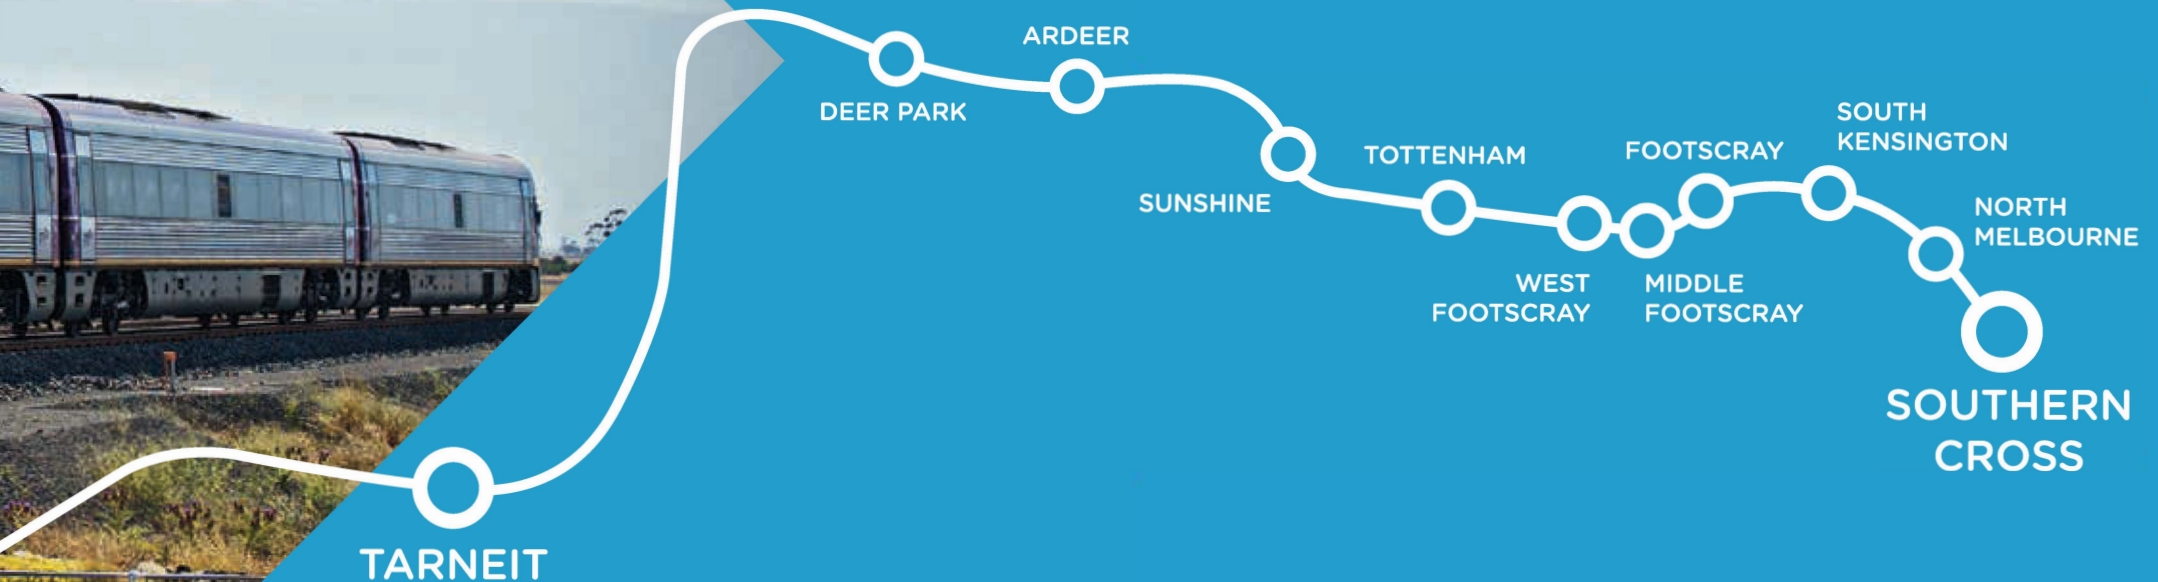 ARDEER
DEER PARK
SUNSHINE
TOTTENHAM
WEST
FOOTSCRAY
MIDDLE
FOOTSCRAY
FOOTSCRAY
SOUTH
KENSINGTON
NORTH
MELBOURNE
SOUTHERN
CROSS
TARNEIT